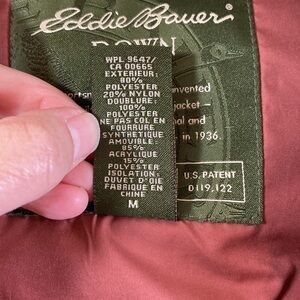 Eddie Bauer
DOWN
WPL 9647/
CA 00665
EXTERIEUR:
80%
POLYESTER
20% NYLON
DOUBLURE:
100%
POLYESTER
NE PAS COL EN
FOURRURE
SYNTHETIQUE
AMOVIBLE:
85%
ACRYLIQUE
15%
POLYESTER
ISOLATION:
DUVET D'OIE
FABRIQUE EN
CHINE
M
invented
jacket –
and
in 1936.
U.S. PATENT
D119,122